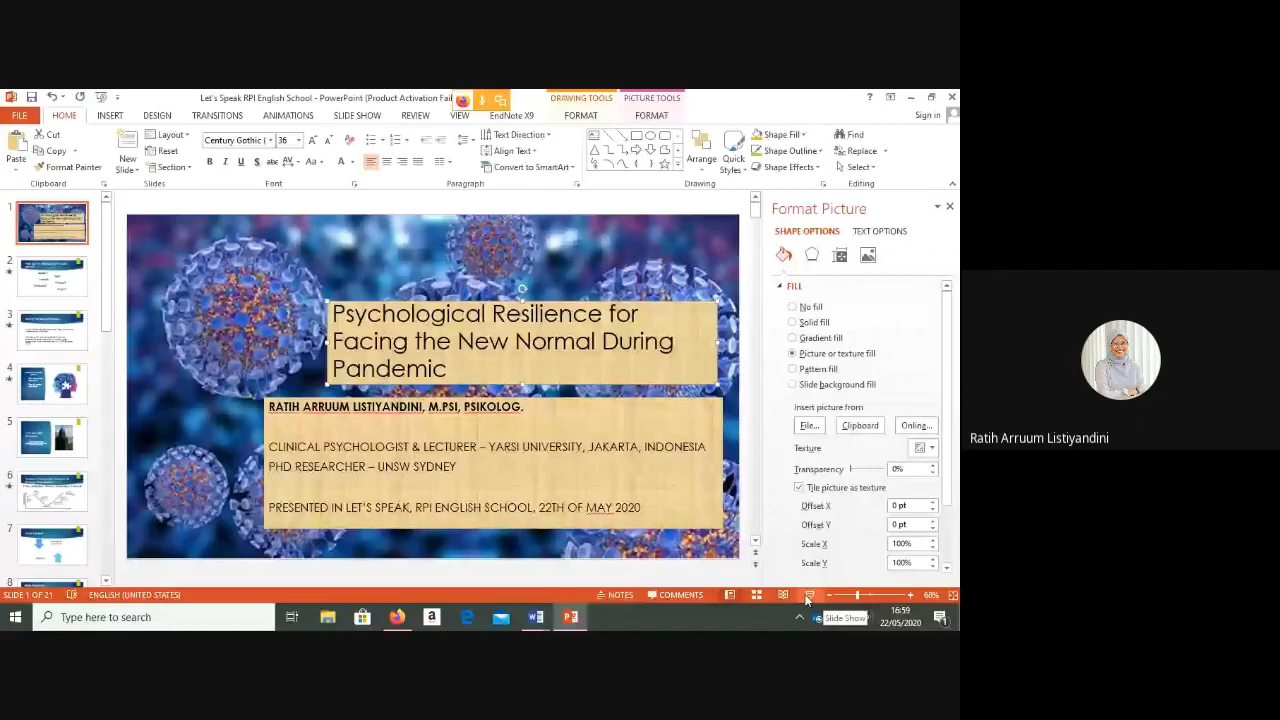 Let's Speak RPI English School - PowerPoint (Product Activation Fail
DRAWING TOOLS
PICTURE TOOLS
FILE
HOME
INSERT
DESIGN
TRANSITIONS
ANIMATIONS
SLIDE SHOW
REVIEW
VIEW
EndNote X9
FORMAT
FORMAT
Sign in
Paste
Cut
Copy
Format Painter
Clipboard
New
Slide
Layout
Reset
Section
Slides
Century Gothic (
36
Font
Text Direction
Align Text
Convert to SmartArt
Paragraph
Arrange
Quick
Styles
Shape Fill
Shape Outline
Shape Effects
Drawing
Find
Replace
Select
Editing
1
2
3
4
5
6
7
8
Psychological Resilience for
Facing the New Normal During
Pandemic
RATIH ARRUUM LISTIYANDINI, M.PSI, PSIKOLOG.
CLINICAL PSYCHOLOGIST & LECTURER – YARSI UNIVERSITY, JAKARTA, INDONESIA
PHD RESEARCHER – UNSW SYDNEY
PRESENTED IN LET'S SPEAK, RPI ENGLISH SCHOOL, 22TH OF MAY 2020
Format Picture
SHAPE OPTIONS
TEXT OPTIONS
FILL
No fill
Solid fill
Gradient fill
Picture or texture fill
Pattern fill
Slide background fill
Insert picture from
File...
Clipboard
Online...
Texture
Transparency
0%
Tile picture as texture
Offset X
0 pt
Offset Y
0 pt
Scale X
100%
Scale Y
100%
SLIDE 1 OF 21
ENGLISH (UNITED STATES)
NOTES
COMMENTS
68%
Type here to search
Slide Show
16:59
22/05/2020
Ratih Arruum Listiyandini